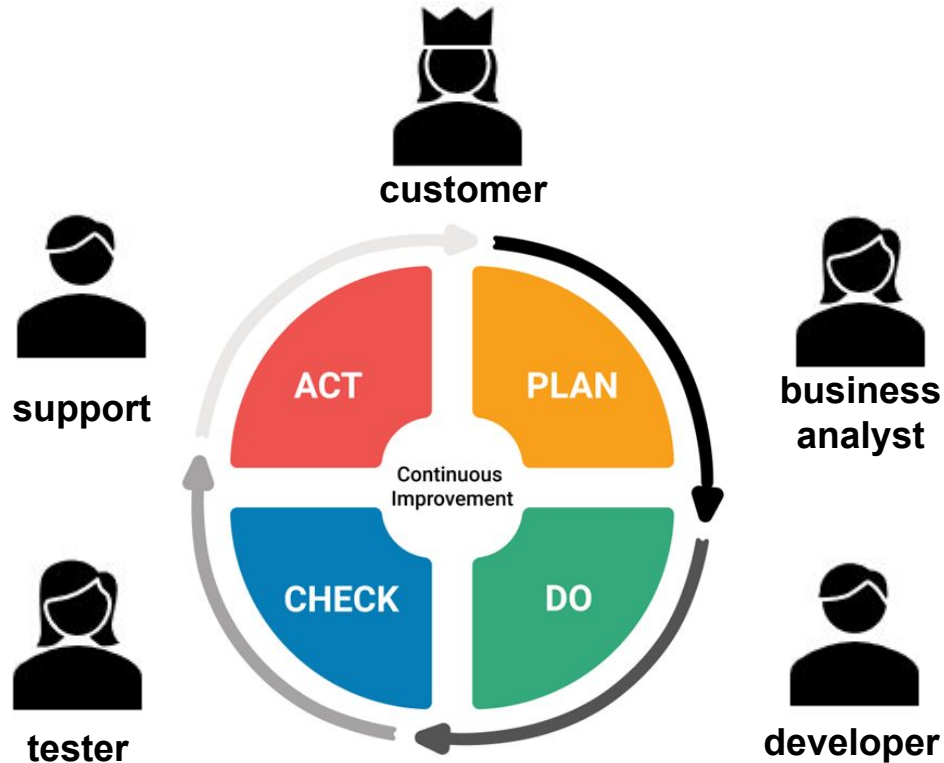 customer
support
business
analyst
ACT
PLAN
Continuous
Improvement
CHECK
DO
tester
developer